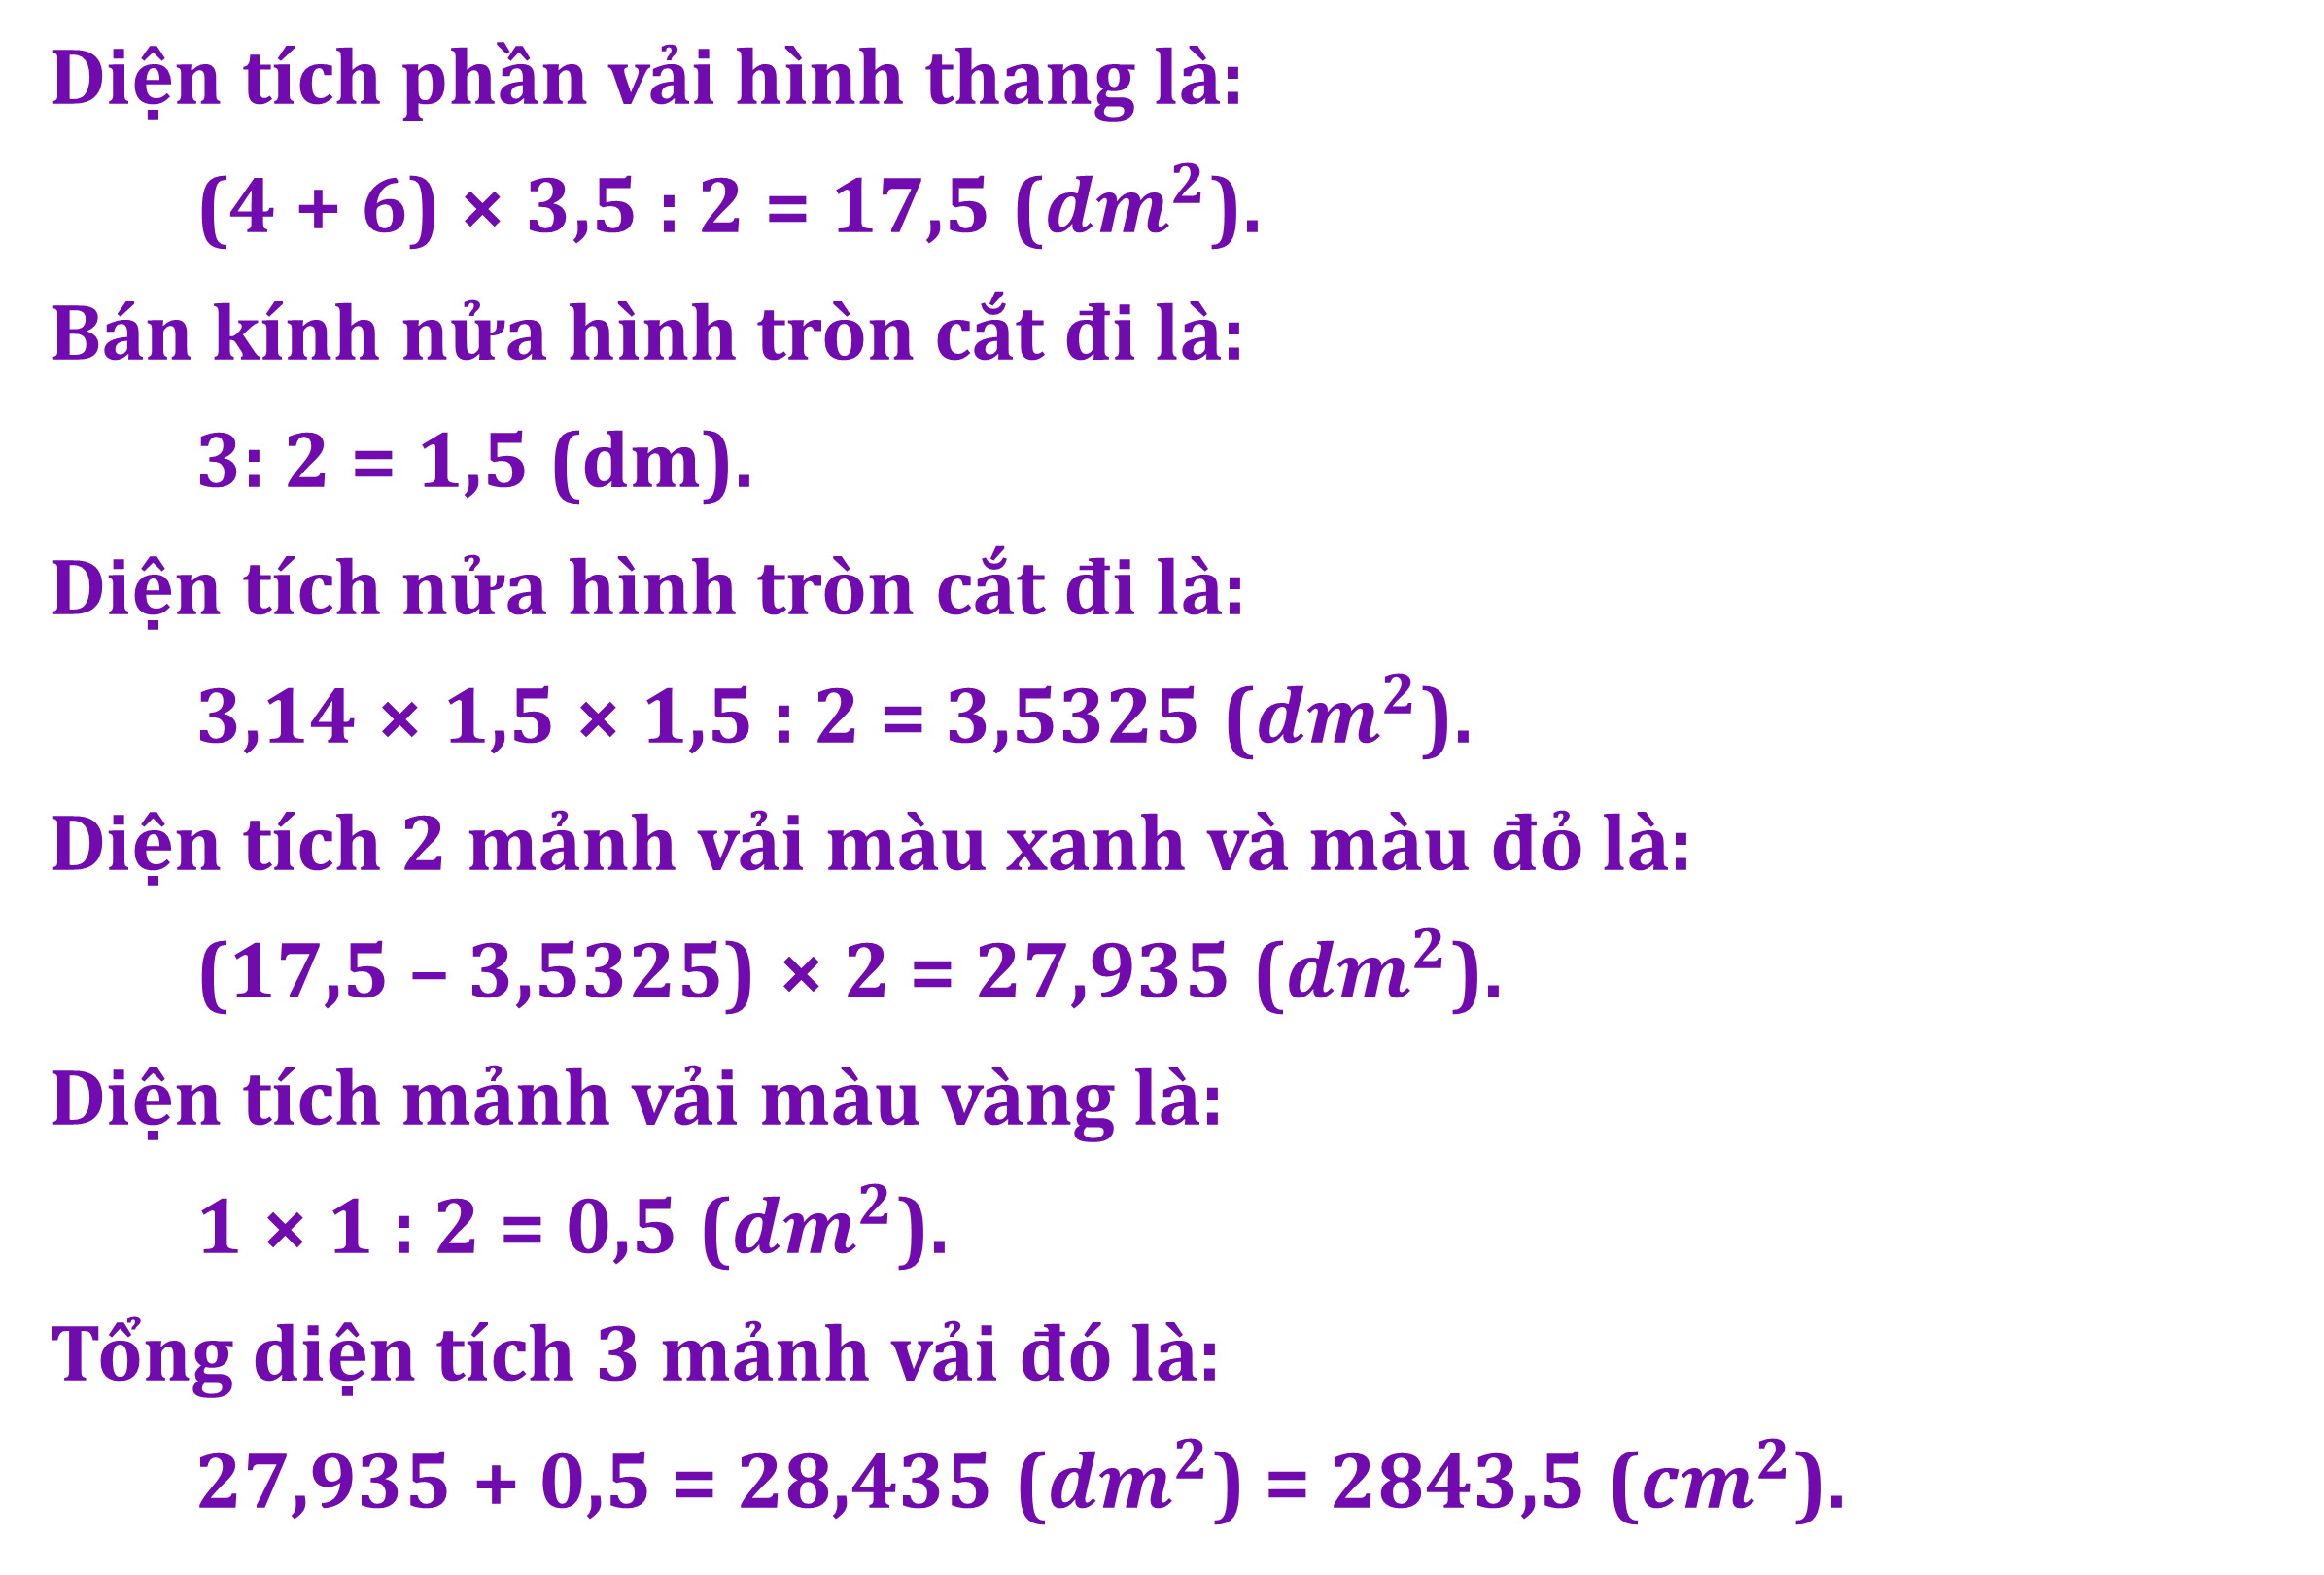 Diện tích phần vải hình thang là:
(4 + 6) × 3,5 : 2 = 17,5 (dm²).
Bán kính nửa hình tròn cắt đi là:
3: 2 = 1,5 (dm).
Diện tích nửa hình tròn cắt đi là:
3,14 × 1,5 × 1,5 : 2 = 3,5325 (dm²).
Diện tích 2 mảnh vải màu xanh và màu đỏ là:
(17,5 – 3,5325) × 2 = 27,935 (dm²).
Diện tích mảnh vải màu vàng là:
1 × 1 : 2 = 0,5 (dm²).
Tổng diện tích 3 mảnh vải đó là:
27,935 + 0,5 = 28,435 (dm²) = 2843,5 (cm²).